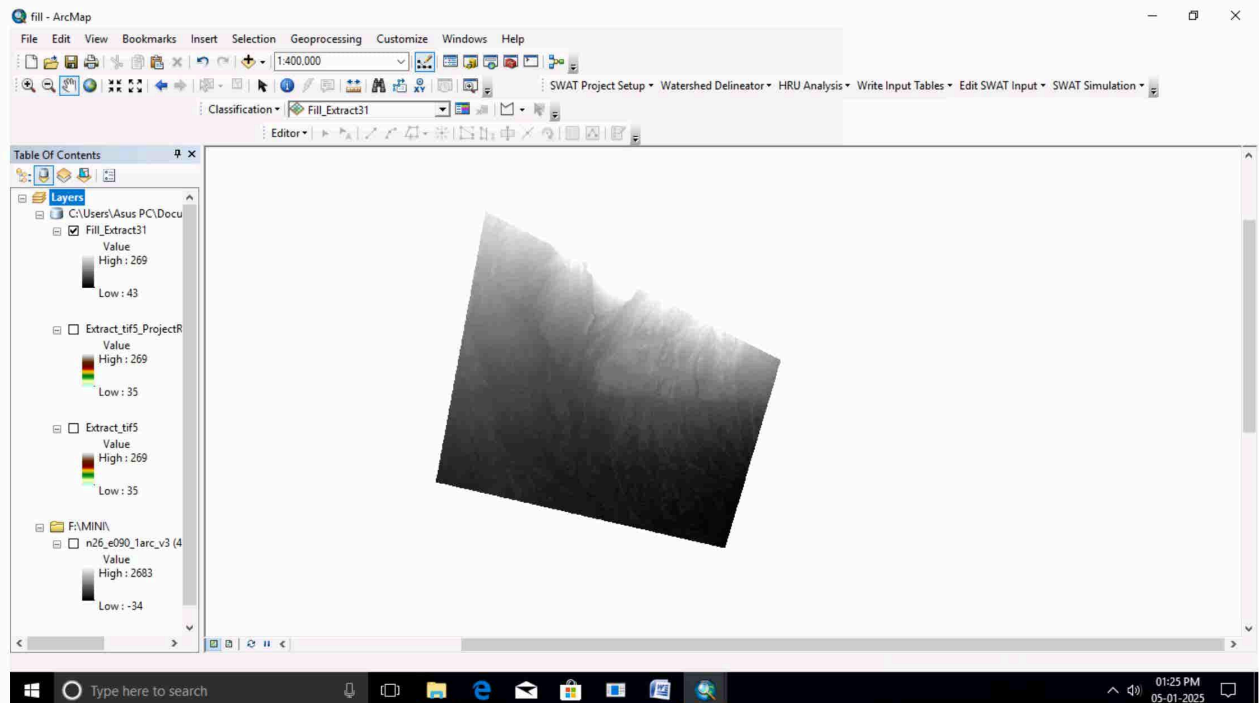 fill - ArcMap
File Edit View Bookmarks Insert Selection Geoprocessing Customize Windows Help
1:400,000
SWAT Project Setup Watershed Delineator HRU Analysis Write Input Tables Edit SWAT Input SWAT Simulation
Classification Fill_Extract31
Editor
Table Of Contents
Layers
C:\Users\Asus PC\Docu
Fill_Extract31
Value
High : 269
Low : 43
Extract_tif5_ProjectR
Value
High : 269
Low : 35
Extract_tif5
Value
High : 269
Low : 35
F:\MINI\
n26_e090_1arc_v3 (4
Value
High : 2683
Low : -34
Type here to search
01:25 PM
05-01-2025